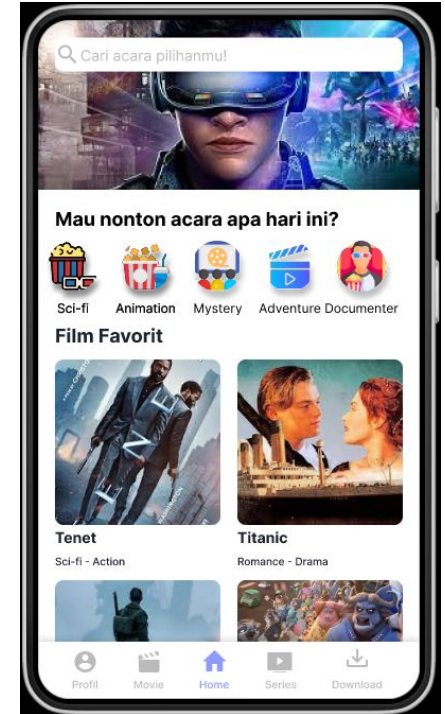 Cari acara pilihanmu!
Mau nonton acara apa hari ini?
Sci-fi Animation Mystery Adventure Documenter
Film Favorit
TENE
Tenet Titanic
Sci-fi - Action Romance - Drama
Profil Movie Home Series Download